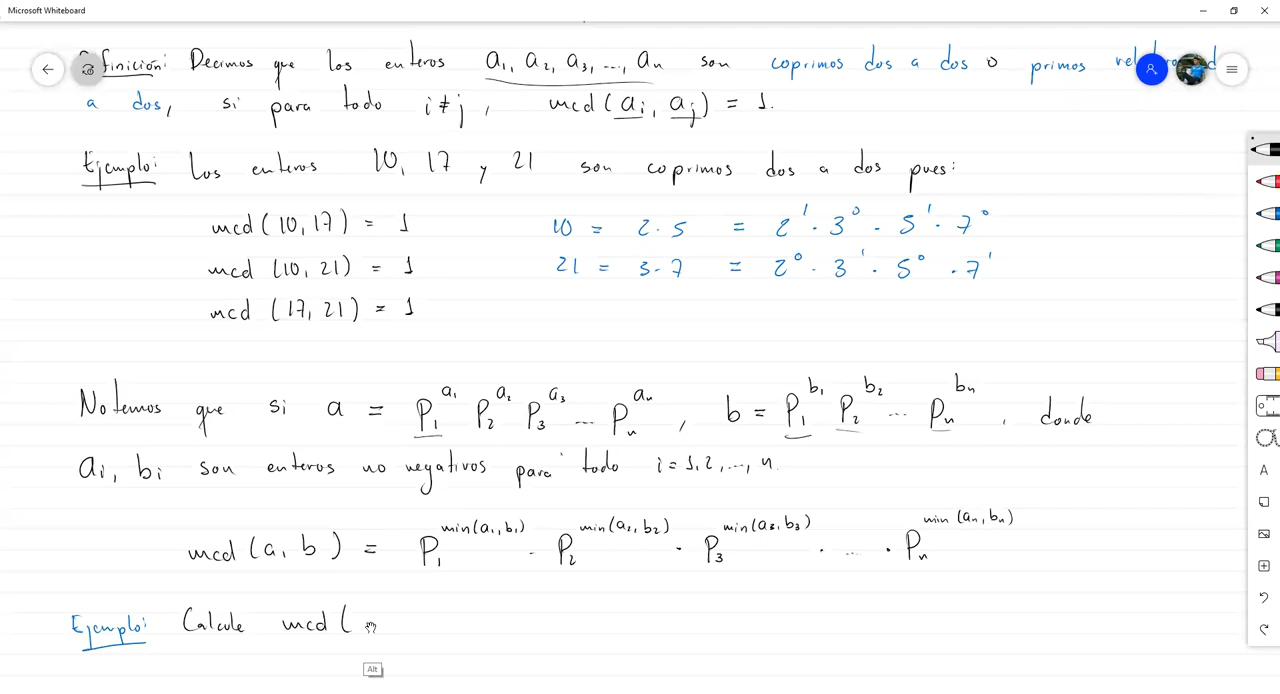 Microsoft Whiteboard
Definición: Decimos que los enteros a₁, a₂, a₃, ..., aₙ son coprimos dos a dos o primos
a dos, si para todo i ≠ j, mcd(aᵢ, aⱼ) = 1.
Ejemplo: Los enteros 10, 17 y 21 son coprimos dos a dos pues:
mcd(10, 17) = 1 10 = 2·5 = 2¹·3⁰·5¹·7⁰
mcd(10, 21) = 1 21 = 3·7 = 2⁰·3¹·5⁰·7¹
mcd(17, 21) = 1
Notemos que si a = P₁^a₁ P₂^a₂ P₃^a₃ ... Pₙ^aₙ, b = P₁^b₁ P₂^b₂ ... Pₙ^bₙ, donde
aᵢ, bᵢ son enteros no negativos para todo i=1,2,...,n.
mcd(a, b) = P₁^min(a₁,b₁) · P₂^min(a₂,b₂) · P₃^min(a₃,b₃) · ... · Pₙ^min(aₙ,bₙ)
Ejemplo: Calcule mcd(
Alt